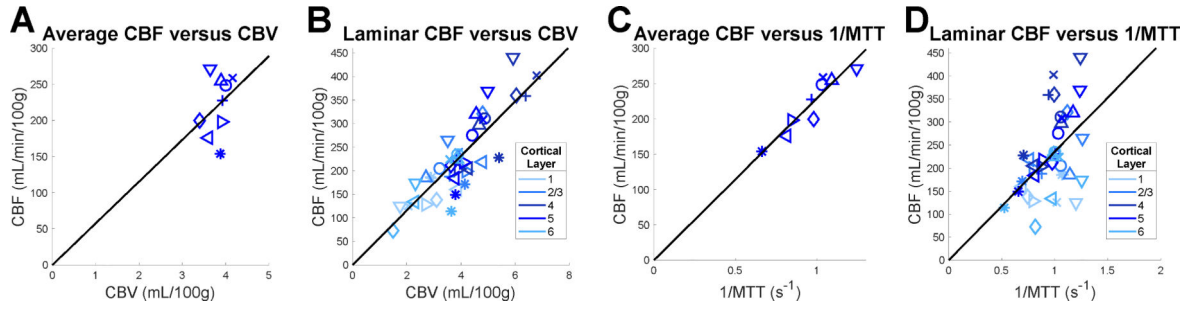 A
Average CBF versus CBV
CBF (mL/min/100g)
300
250
200
150
100
50
0
0 1 2 3 4 5
CBV (mL/100g)
B
Laminar CBF versus CBV
CBF (mL/min/100g)
450
400
350
300
250
200
150
100
50
0
0 2 4 6 8
CBV (mL/100g)
Cortical
Layer
1
2/3
4
5
6
C
Average CBF versus 1/MTT
CBF (mL/min/100g)
300
250
200
150
100
50
0
0 0.5 1
1/MTT (s⁻¹)
D
Laminar CBF versus 1/MTT
CBF (mL/min/100g)
450
400
350
300
250
200
150
100
50
0
0 0.5 1 1.5 2
1/MTT (s⁻¹)
Cortical
Layer
1
2/3
4
5
6